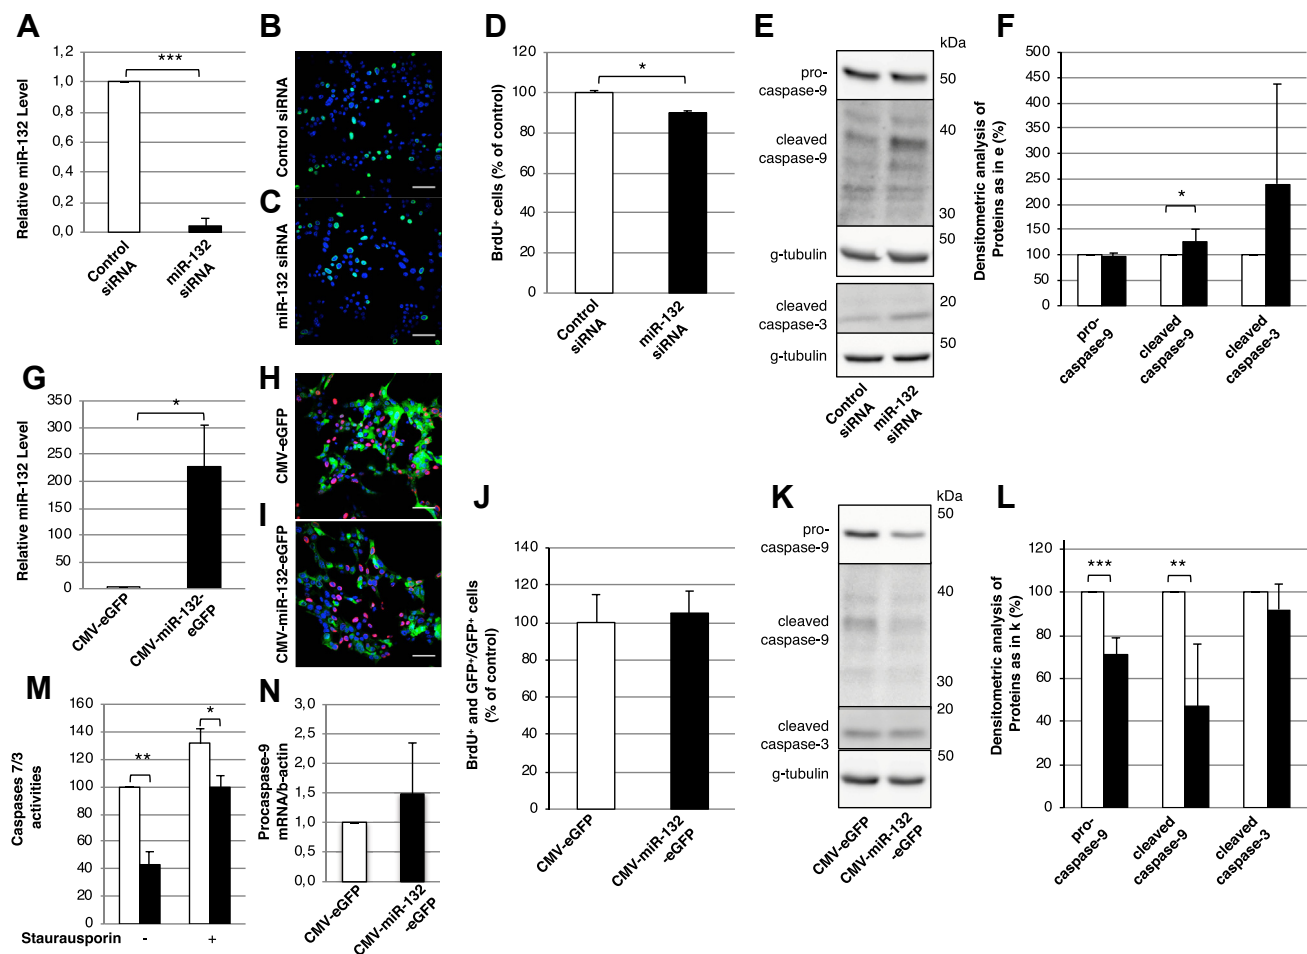 A
1,2
1,0
0,8
0,6
0,4
0,2
0,0
Relative miR-132 Level
***
Control
siRNA
miR-132
siRNA
B
Control siRNA
C
miR-132 siRNA
D
120
100
80
60
40
20
0
BrdU⁺ cells (% of control)
*
Control
siRNA
miR-132
siRNA
E
kDa
pro-
caspase-9
50
cleaved
caspase-9
40
30
g-tubulin
50
cleaved
caspase-3
20
g-tubulin
50
Control
siRNA
miR-132
siRNA
F
500
450
400
350
300
250
200
150
100
50
0
Densitometric analysis of
Proteins as in e (%)
*
pro-
caspase-9
cleaved
caspase-9
cleaved
caspase-3
G
350
300
250
200
150
100
50
0
Relative miR-132 Level
*
CMV-eGFP
CMV-miR-132-
eGFP
H
CMV-eGFP
I
CMV-miR-132-eGFP
J
140
120
100
80
60
40
20
0
BrdU⁺ and GFP⁺/GFP⁺ cells
(% of control)
CMV-eGFP
CMV-miR-132
-eGFP
K
kDa
50
pro-
caspase-9
40
cleaved
caspase-9
30
20
cleaved
caspase-3
50
g-tubulin
CMV-eGFP
CMV-miR-132
-eGFP
L
120
100
80
60
40
20
0
Densitometric analysis of
Proteins as in k (%)
***
**
pro-
caspase-9
cleaved
caspase-9
cleaved
caspase-3
M
160
140
120
100
80
60
40
20
0
Caspases 7/3
activities
**
*
Staurausporin - +
N
3,0
2,5
2,0
1,5
1,0
0,5
0,0
Procaspase-9
mRNA/b-actin
CMV-eGFP
CMV-miR-132
-eGFP